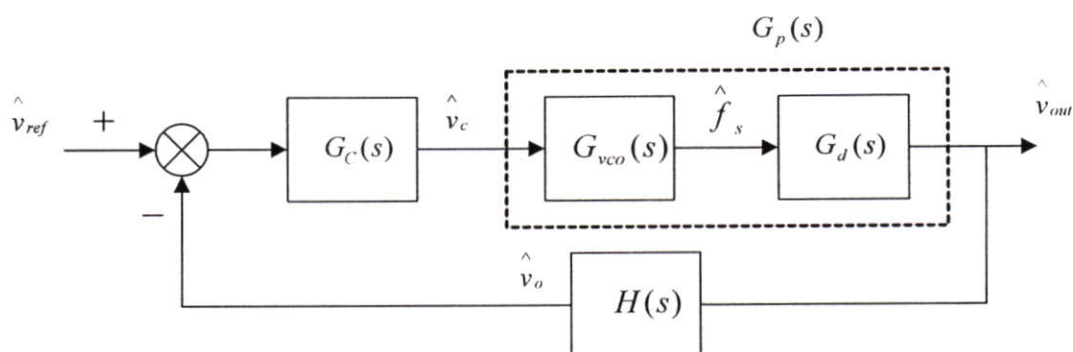 G_p(s)
v̂_ref
+
G_C(s)
v̂_c
G_vco(s)
f̂_s
G_d(s)
v̂_out
−
v̂_o
H(s)